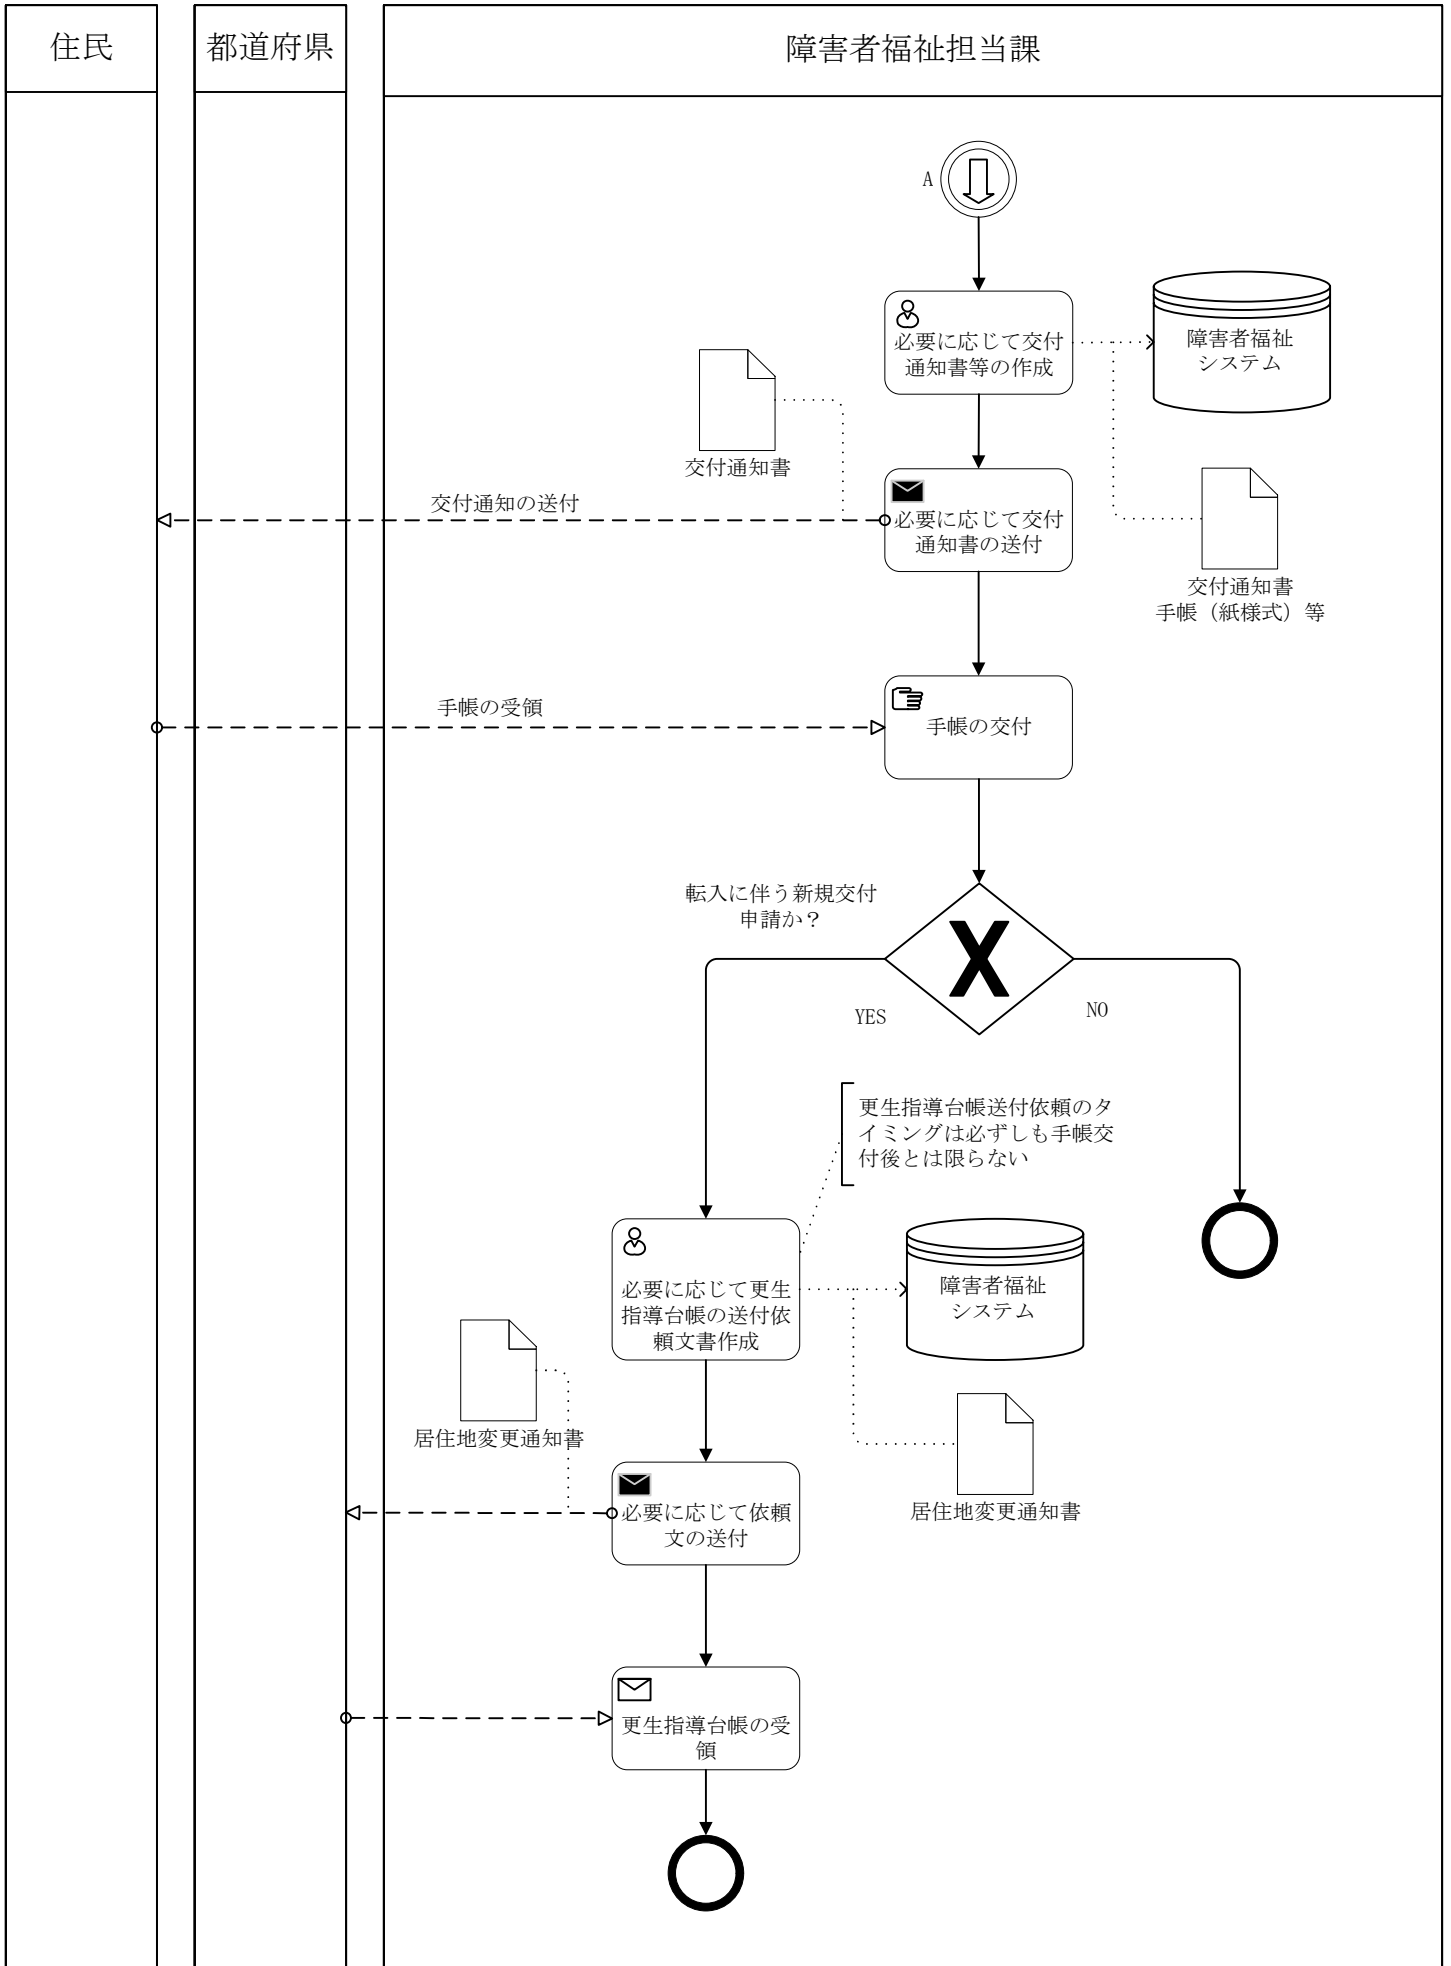 住民
都道府県
障害者福祉担当課
A
必要に応じて交付
通知書等の作成
障害者福祉
システム
交付通知書
交付通知の送付
必要に応じて交付
通知書の送付
交付通知書
手帳（紙様式）等
手帳の受領
手帳の交付
転入に伴う新規交付
申請か？
YES
NO
更生指導台帳送付依頼のタ
イミングは必ずしも手帳交
付後とは限らない
必要に応じて更生
指導台帳の送付依
頼文書作成
障害者福祉
システム
居住地変更通知書
居住地変更通知書
必要に応じて依頼
文の送付
更生指導台帳の受
領